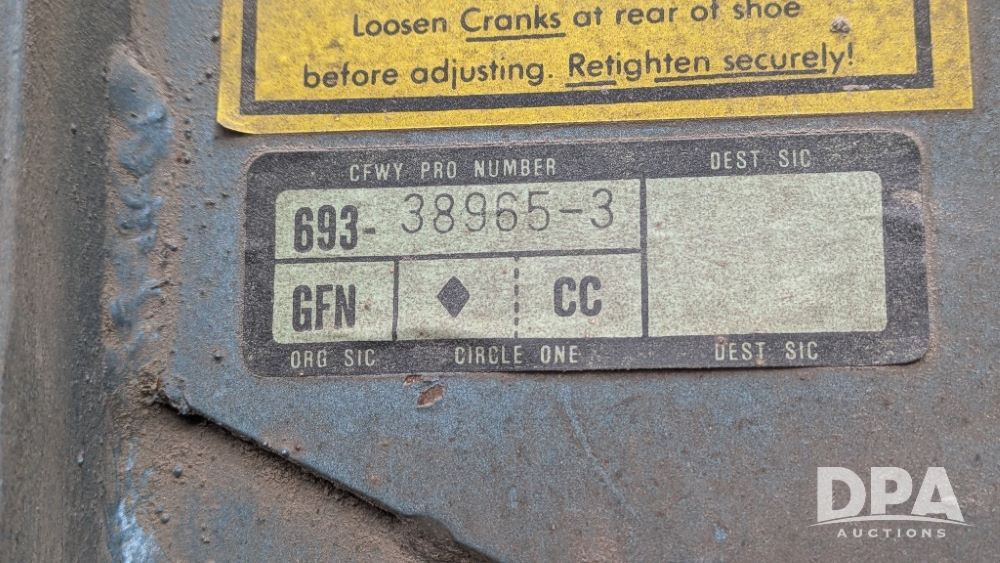 Loosen Cranks at rear of shoe
before adjusting. Retighten securely!
CFWY PRO NUMBER DEST SIC
693- 38965-3
GFN ♦ CC
ORG SIC CIRCLE ONE DEST SIC
DPA
AUCTIONS